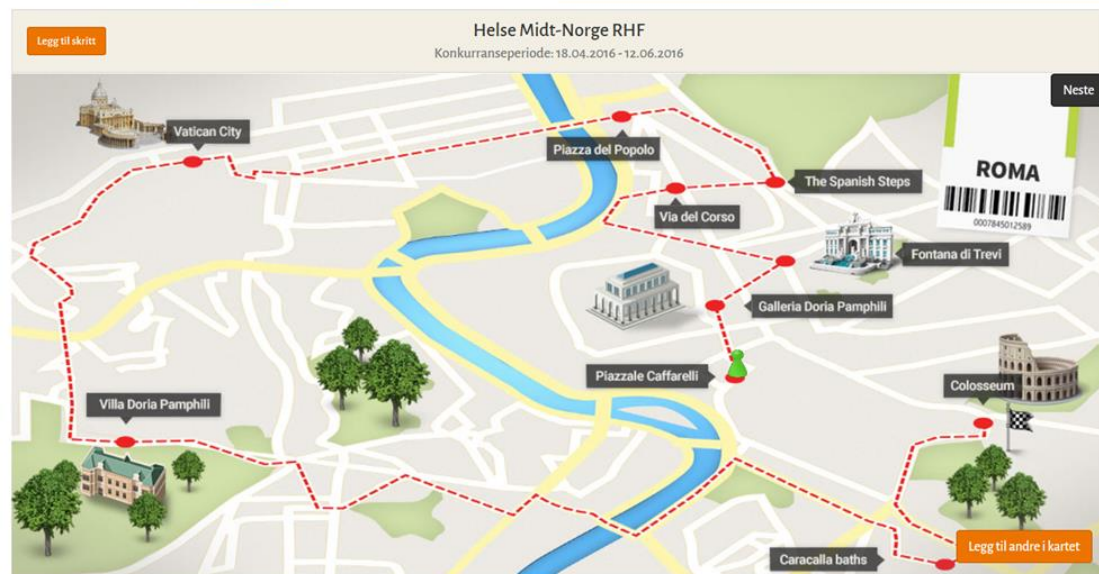 Legg til skritt
Helse Midt-Norge RHF
Konkurranseperiode: 18.04.2016 - 12.06.2016
Neste
Vatican City
Piazza del Popolo
The Spanish Steps
ROMA
0007845012589
Via del Corso
Fontana di Trevi
Galleria Doria Pamphili
Piazzale Caffarelli
Colosseum
Villa Doria Pamphili
Legg til andre i kartet
Caracalla baths